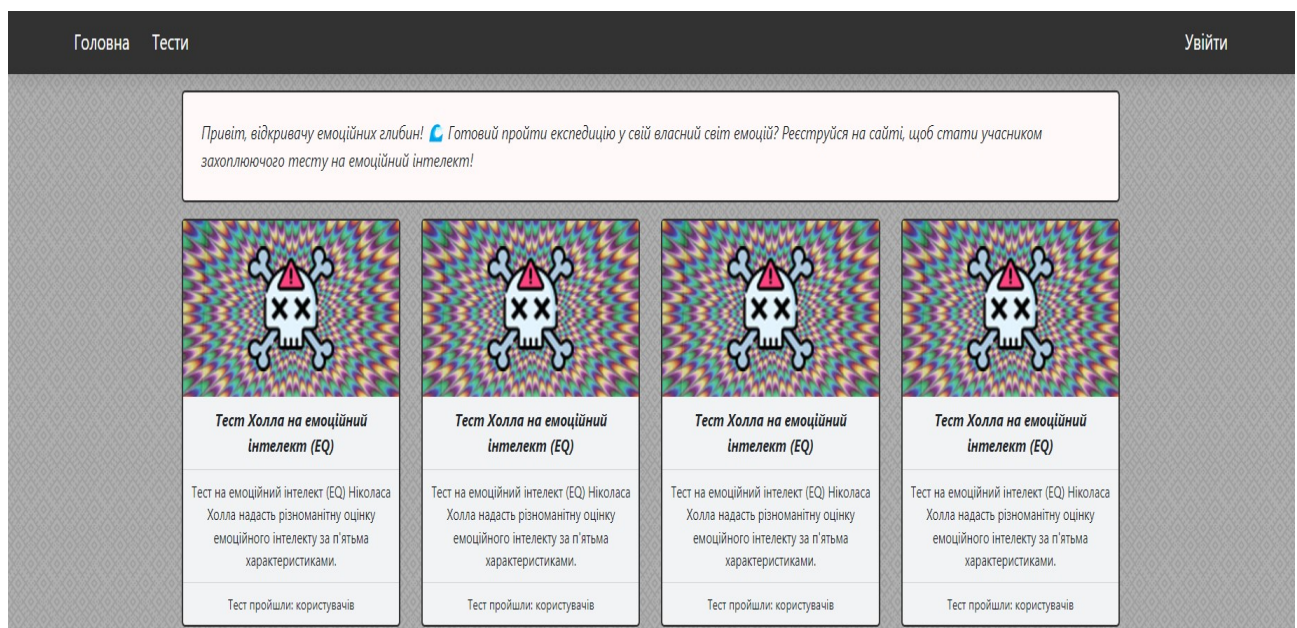 Головна Тести Увійти
Привіт, відкривачу емоційних глибин! 🌊 Готовий пройти експедицію у свій власний світ емоцій? Реєструйся на сайті, щоб стати учасником
захоплюючого тесту на емоційний інтелект!
Тест Холла на емоційний
інтелект (EQ)
Тест на емоційний інтелект (EQ) Ніколаса
Холла надасть різноманітну оцінку
емоційного інтелекту за п'ятьма
характеристиками.
Тест пройшли: користувачів
Тест Холла на емоційний
інтелект (EQ)
Тест на емоційний інтелект (EQ) Ніколаса
Холла надасть різноманітну оцінку
емоційного інтелекту за п'ятьма
характеристиками.
Тест пройшли: користувачів
Тест Холла на емоційний
інтелект (EQ)
Тест на емоційний інтелект (EQ) Ніколаса
Холла надасть різноманітну оцінку
емоційного інтелекту за п'ятьма
характеристиками.
Тест пройшли: користувачів
Тест Холла на емоційний
інтелект (EQ)
Тест на емоційний інтелект (EQ) Ніколаса
Холла надасть різноманітну оцінку
емоційного інтелекту за п'ятьма
характеристиками.
Тест пройшли: користувачів